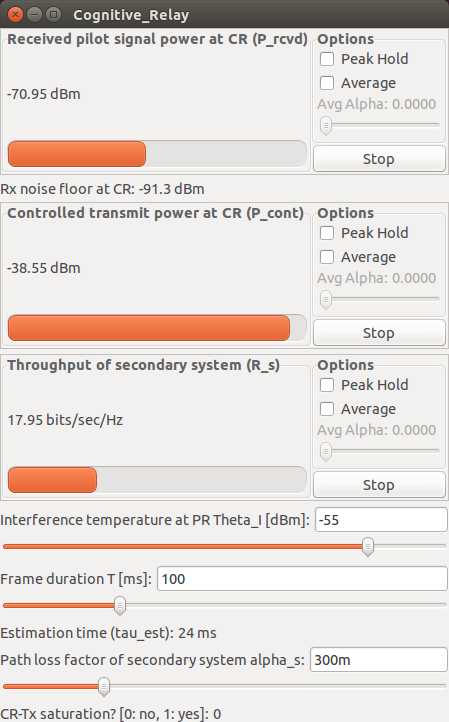 Cognitive_Relay
Received pilot signal power at CR (P_rcvd)
-70.95 dBm
Options
Peak Hold
Average
Avg Alpha: 0.0000
Stop
Rx noise floor at CR: -91.3 dBm
Controlled transmit power at CR (P_cont)
-38.55 dBm
Options
Peak Hold
Average
Avg Alpha: 0.0000
Stop
Throughput of secondary system (R_s)
17.95 bits/sec/Hz
Options
Peak Hold
Average
Avg Alpha: 0.0000
Stop
Interference temperature at PR Theta_I [dBm]: -55
Frame duration T [ms]: 100
Estimation time (tau_est): 24 ms
Path loss factor of secondary system alpha_s: 300m
CR-Tx saturation? [0: no, 1: yes]: 0